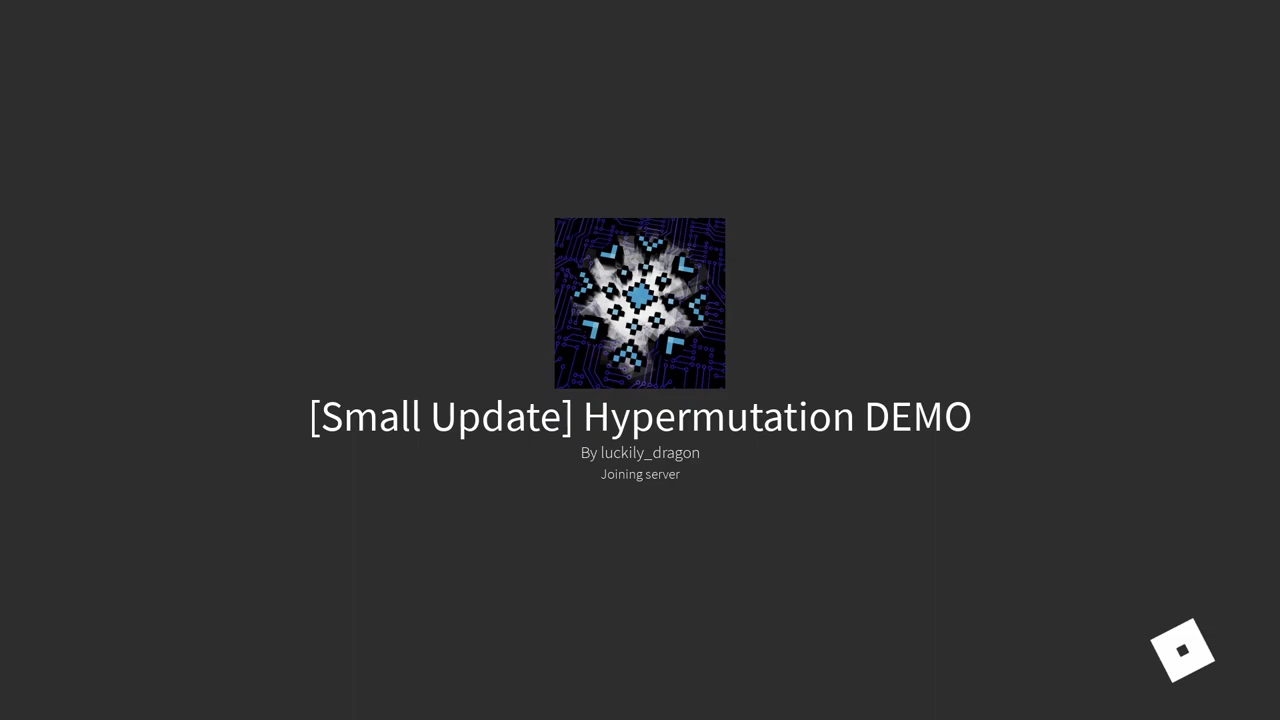 [Small Update] Hypermutation DEMO
By luckily_dragon
Joining server